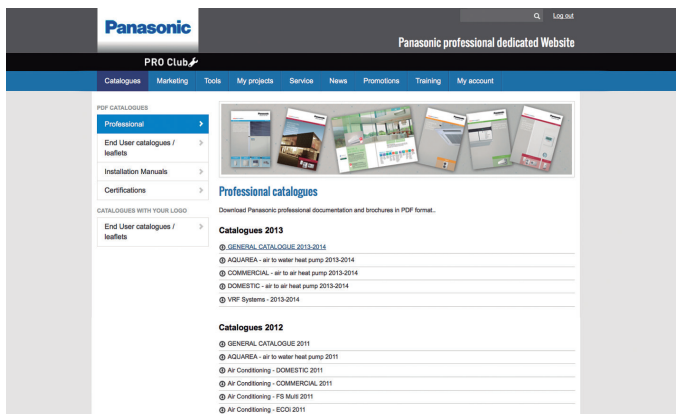 Panasonic
Log out
Panasonic professional dedicated Website
PRO Club
Catalogues Marketing Tools My projects Service News Promotions Training My account
PDF CATALOGUES
Professional
End User catalogues /
leaflets
Installation Manuals
Certifications
CATALOGUES WITH YOUR LOGO
End User catalogues /
leaflets
Professional catalogues
Download Panasonic professional documentation and brochures in PDF format..
Catalogues 2013
GENERAL CATALOGUE 2013-2014
AQUAREA - air to water heat pump 2013-2014
COMMERCIAL - air to air heat pump 2013-2014
DOMESTIC - air to air heat pump 2013-2014
VRF Systems - 2013-2014
Catalogues 2012
GENERAL CATALOGUE 2011
AQUAREA - air to water heat pump 2011
Air Conditioning - DOMESTIC 2011
Air Conditioning - COMMERCIAL 2011
Air Conditioning - FS Multi 2011
Air Conditioning - ECOi 2011